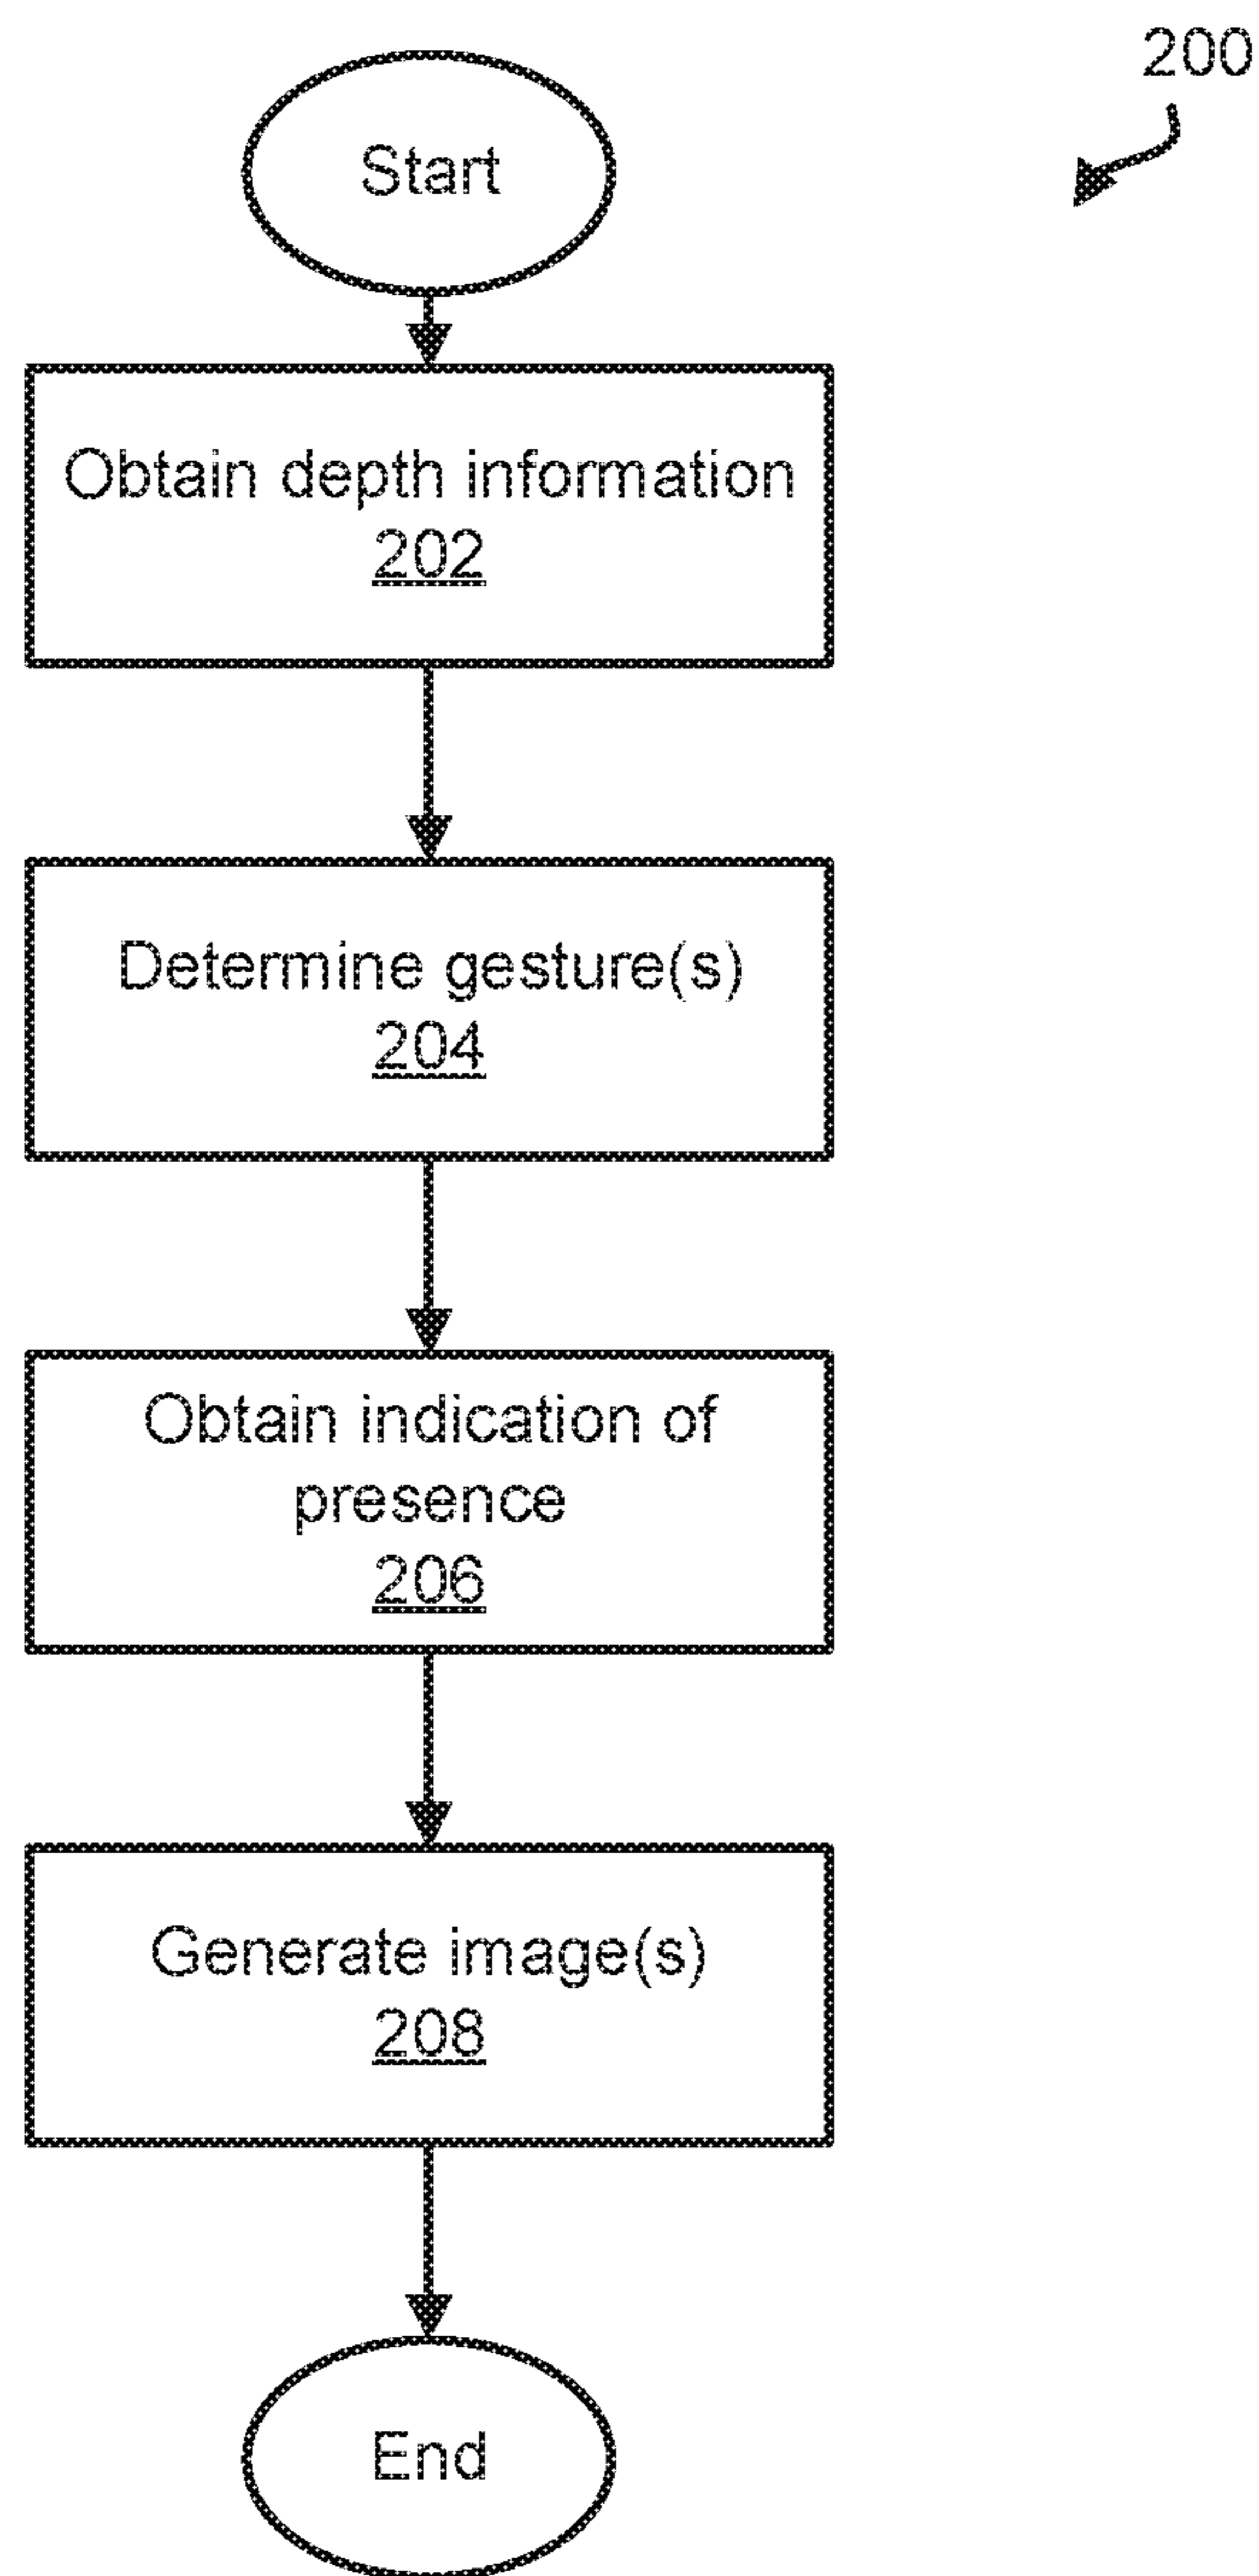 200
Start
Obtain depth information
202
Determine gesture(s)
204
Obtain indication of
presence
206
Generate image(s)
208
End